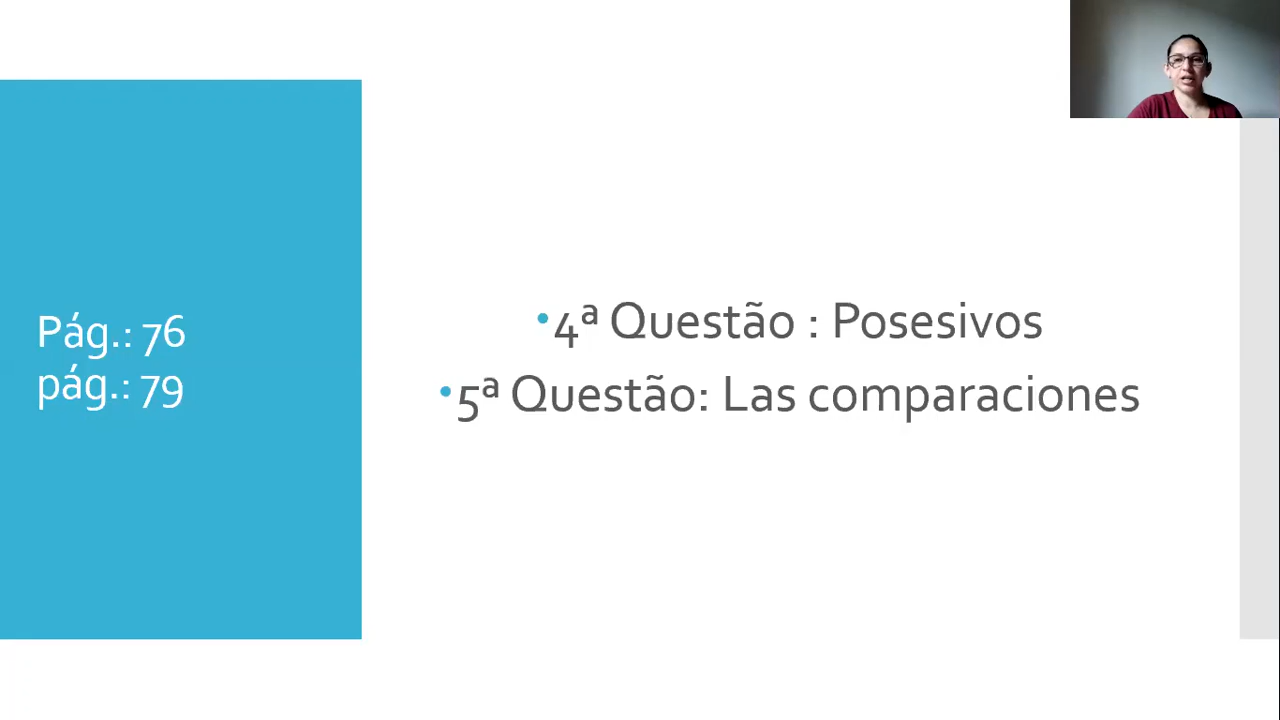 Pág.: 76
pág.: 79
•4ª Questão : Posesivos
•5ª Questão: Las comparaciones